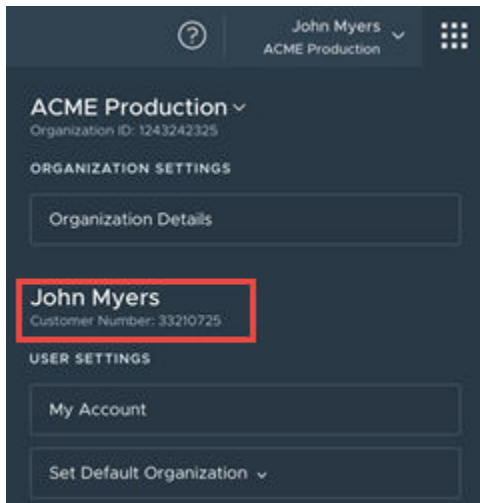 John Myers
ACME Production
ACME Production
Organization ID: 1243242325
ORGANIZATION SETTINGS
Organization Details
John Myers
Customer Number: 33210725
USER SETTINGS
My Account
Set Default Organization